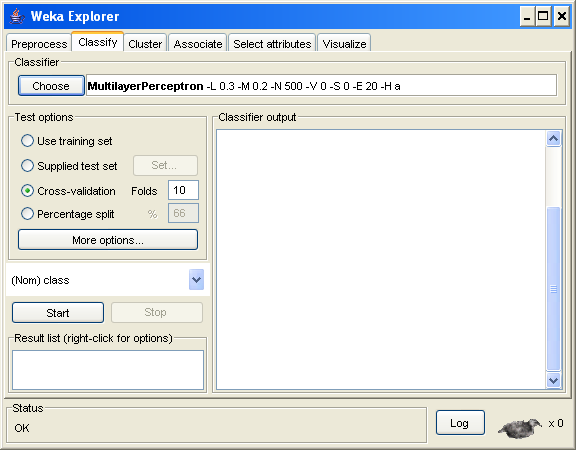 Weka Explorer
Preprocess Classify Cluster Associate Select attributes Visualize
Classifier
Choose MultilayerPerceptron -L 0.3 -M 0.2 -N 500 -V 0 -S 0 -E 20 -H a
Test options
Use training set
Supplied test set Set...
Cross-validation Folds 10
Percentage split % 66
More options...
(Nom) class
Start Stop
Result list (right-click for options)
Classifier output
Status
OK
Log x 0